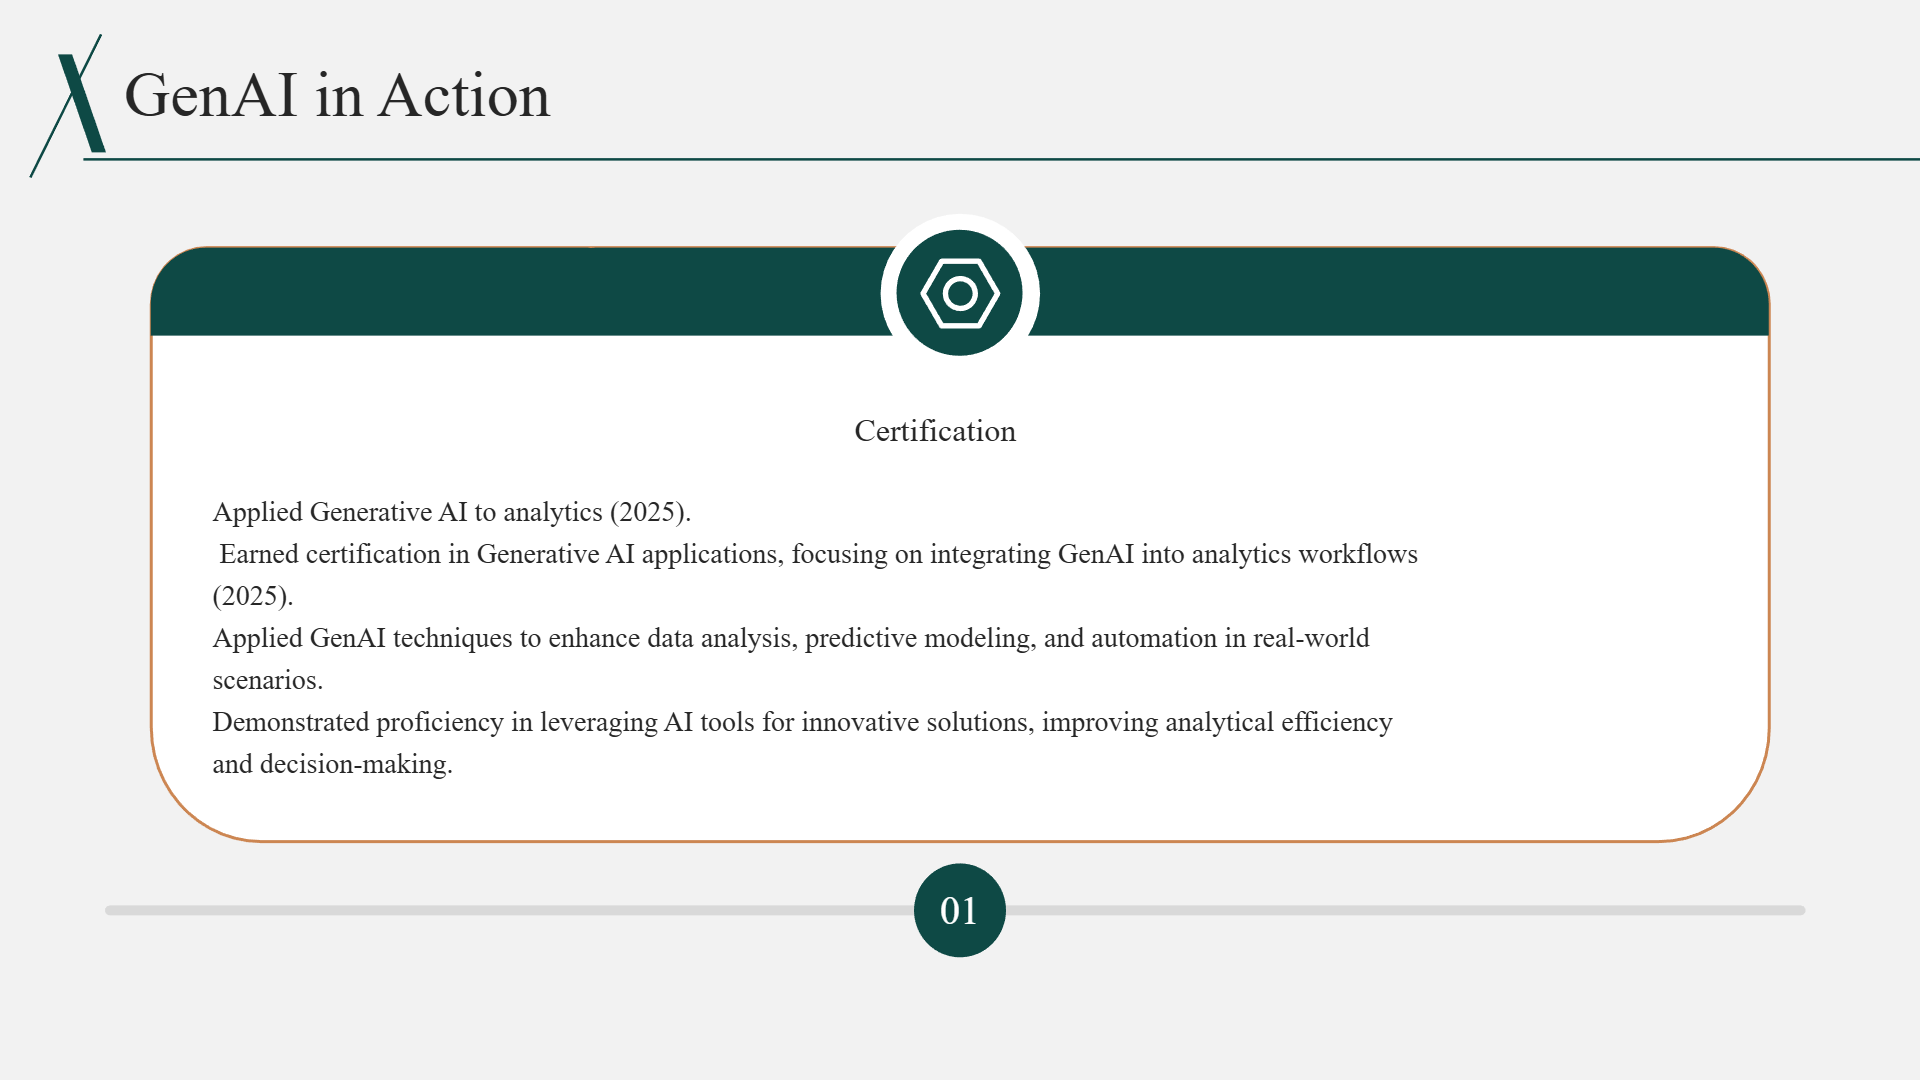 GenAI in Action
Certification
Applied Generative AI to analytics (2025).
Earned certification in Generative AI applications, focusing on integrating GenAI into analytics workflows
(2025).
Applied GenAI techniques to enhance data analysis, predictive modeling, and automation in real-world
scenarios.
Demonstrated proficiency in leveraging AI tools for innovative solutions, improving analytical efficiency
and decision-making.
01